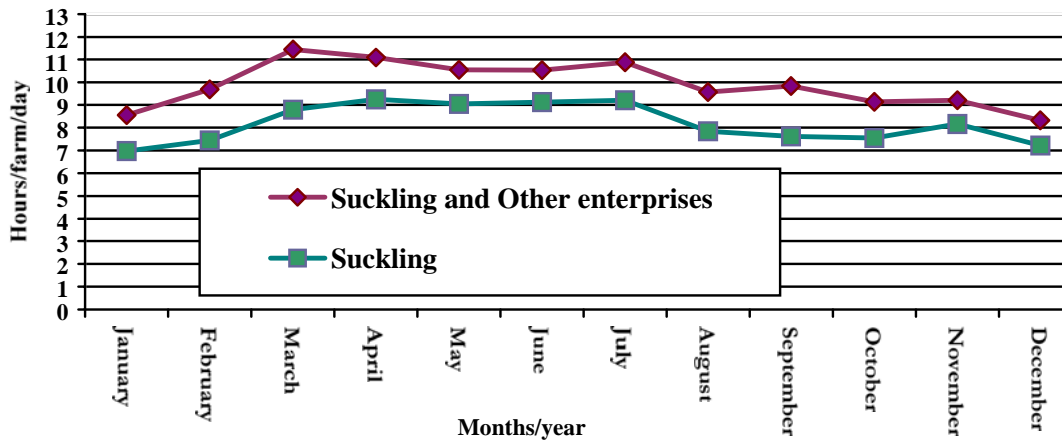 13
12
11
10
9
8
7
6
5
4
3
2
1
0
Hours/farm/day
Suckling and Other enterprises
Suckling
January
February
March
April
May
June
July
August
September
October
November
December
Months/year